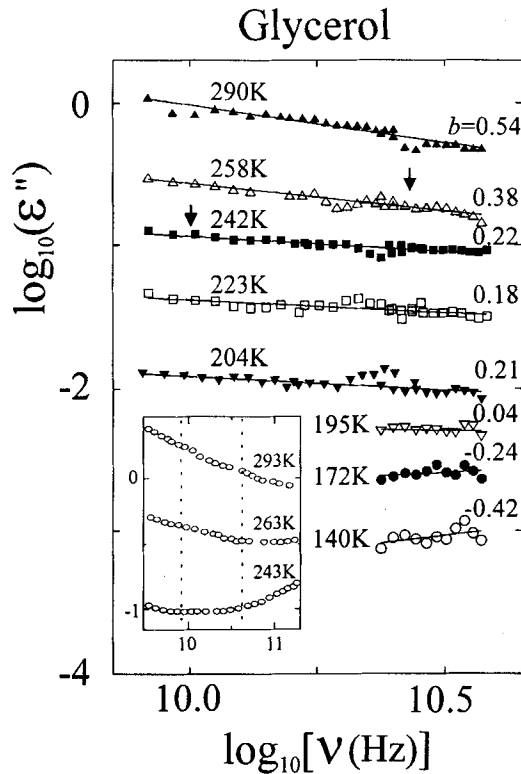 Glycerol
log10(ε")
0
-2
-4
290K
b=0.54
258K
0.38
242K
0.22
223K
0.18
204K
0.21
195K
0.04
172K
-0.24
140K
-0.42
293K
0
263K
243K
-1
10
11
10.0
10.5
log10[ν(Hz)]